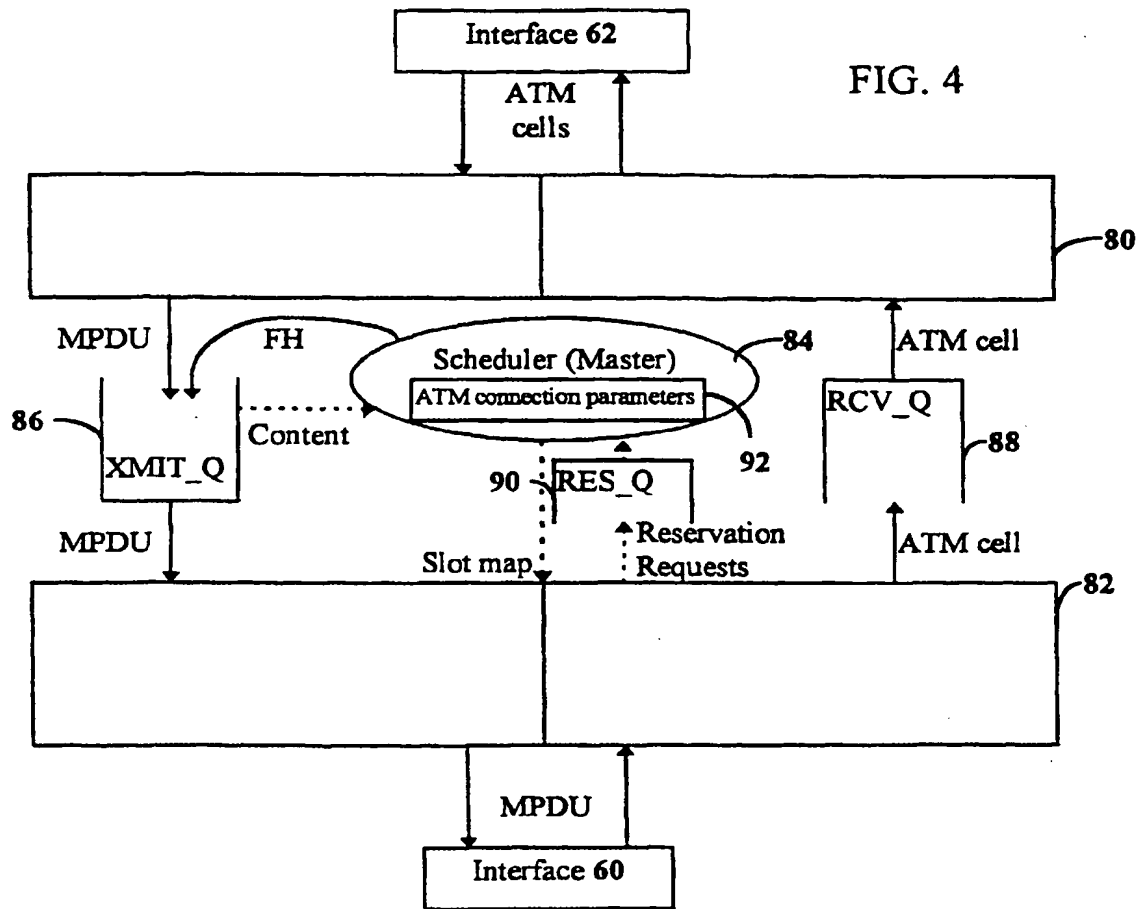 Interface 62
FIG. 4
ATM
cells
80
MPDU
FH
Scheduler (Master)
84
ATM cell
ATM connection parameters
RCV_Q
86
Content
92
88
XMIT_Q
90
RES_Q
MPDU
Slot map
Reservation
Requests
ATM cell
82
MPDU
Interface 60